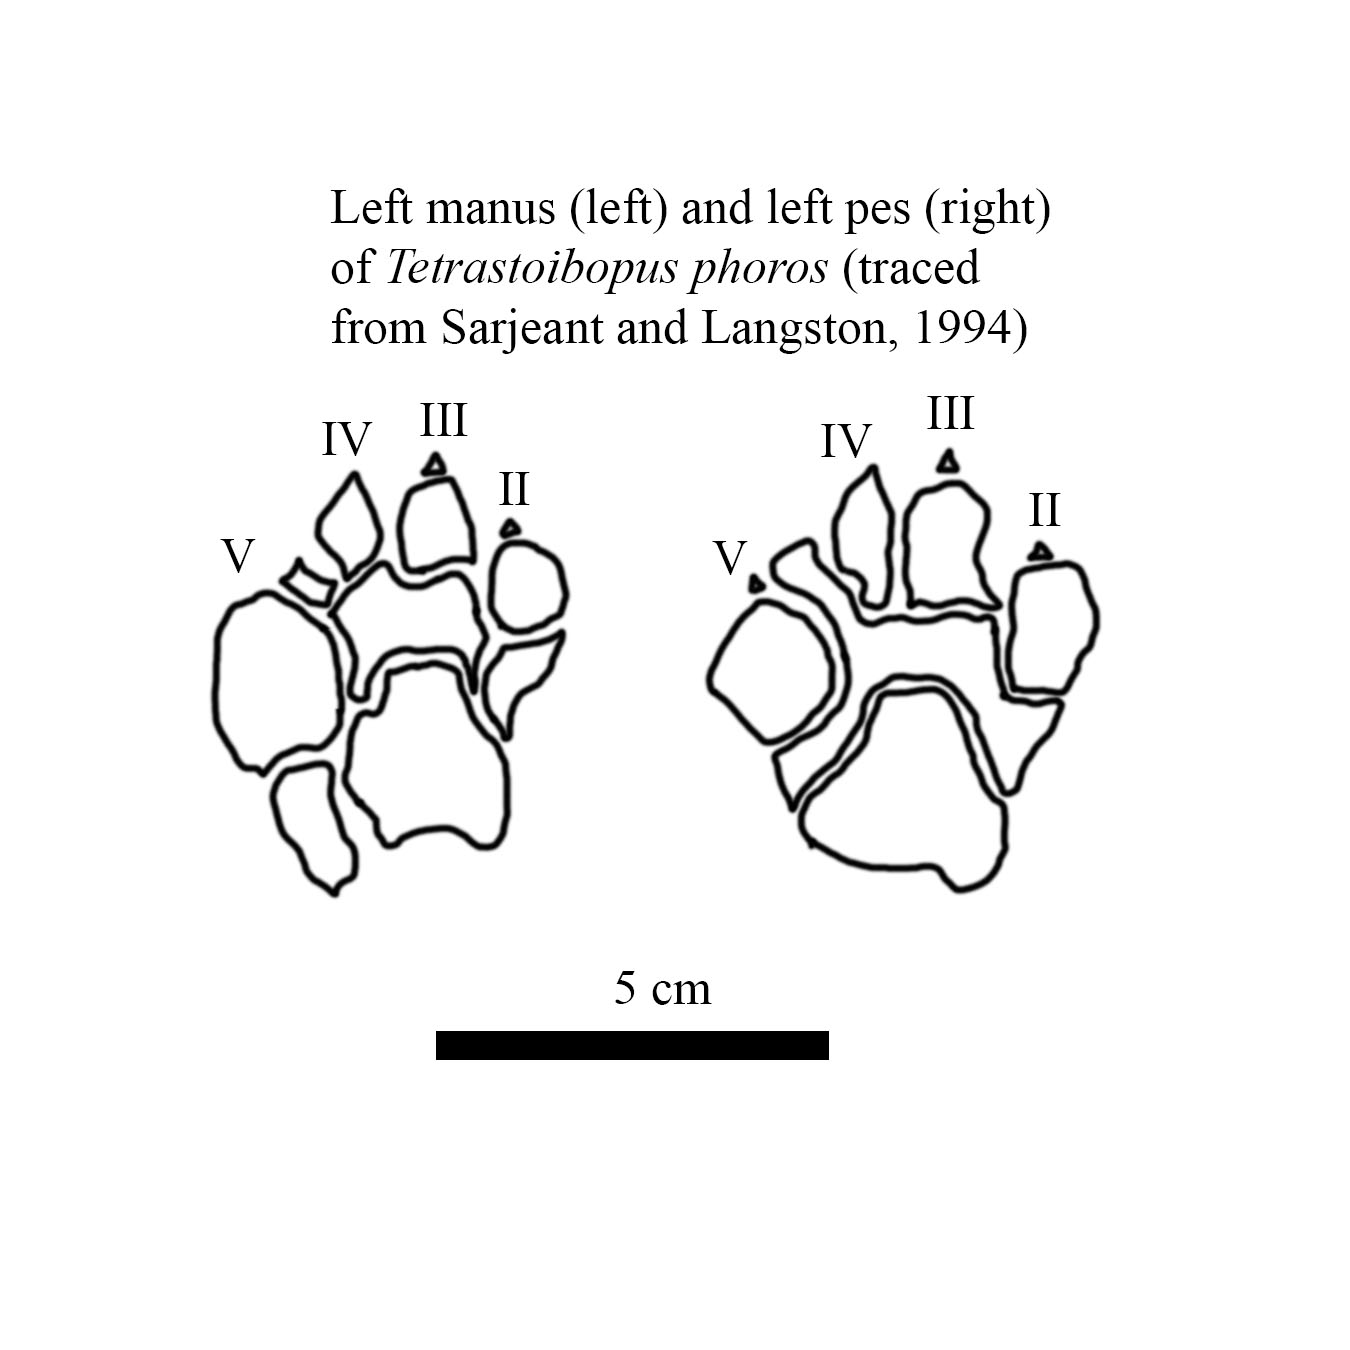 Left manus (left) and left pes (right)
of Tetrastoibopus phoros (traced
from Sarjeant and Langston, 1994)
V
IV
III
II
V
IV
III
II
5 cm